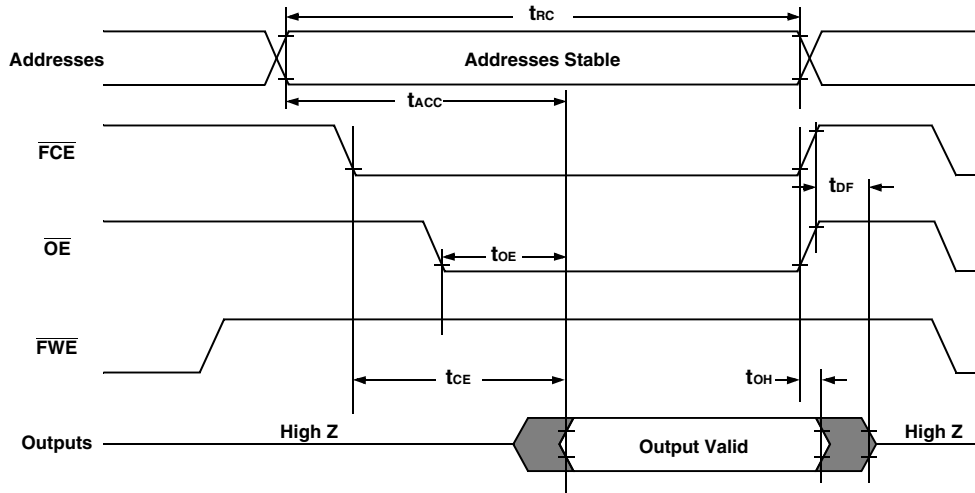 tRC
Addresses
Addresses Stable
tACC
FCE
tDF
OE
tOE
FWE
tCE
tOH
Outputs
High Z
Output Valid
High Z